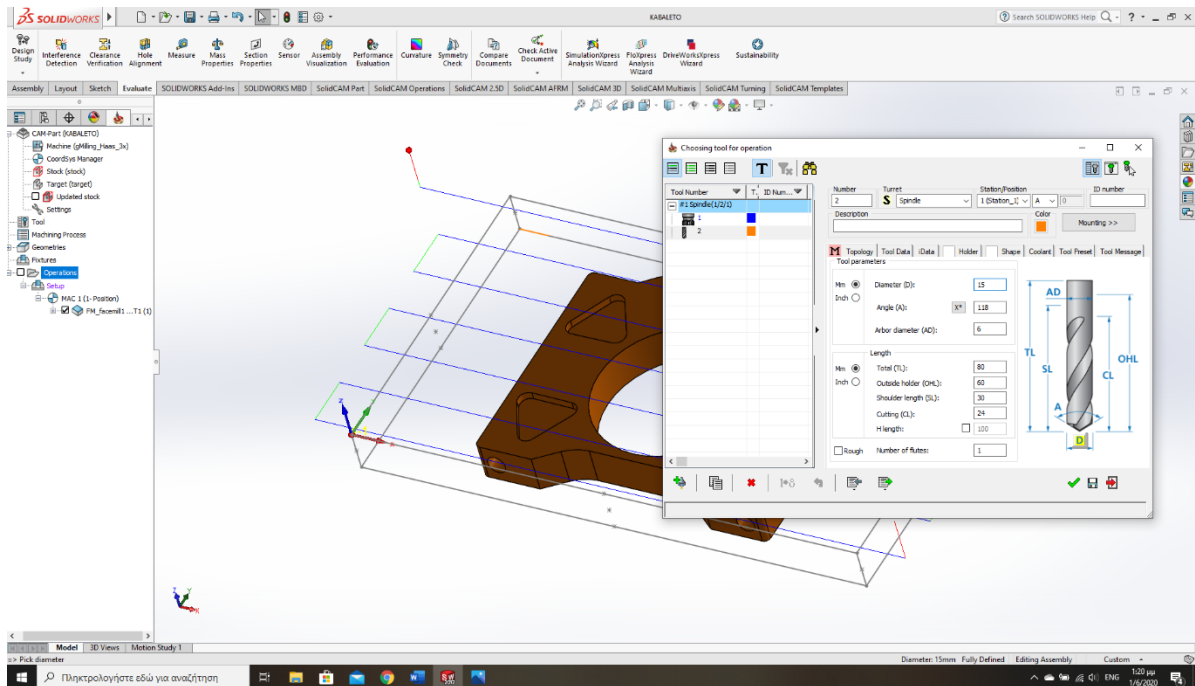 SOLIDWORKS
KABALETO
Search SOLIDWORKS Help
Design Study
Interference Detection
Clearance Verification
Hole Alignment
Measure
Mass Properties
Section Properties
Sensor
Assembly Visualization
Performance Evaluation
Curvature
Symmetry Check
Compare Documents
Check Active Document
SimulationXpress Analysis Wizard
FloXpress Analysis Wizard
DriveWorksXpress Wizard
Sustainability
Assembly Layout Sketch Evaluate SOLIDWORKS Add-Ins SOLIDWORKS MBD SolidCAM Part SolidCAM Operations SolidCAM 2.5D SolidCAM AFRM SolidCAM 3D SolidCAM Multiaxis SolidCAM Turning SolidCAM Templates
CAM-Part (KABALETO)
Machine (gMilling_Haas_3x)
CoordSys Manager
Stock (stock)
Target (target)
Updated stock
Settings
Tool
Machining Process
Geometries
Fixtures
Operations
Setup
MAC 1 (1- Position)
FM_facemill1 ...T1 (1)
Choosing tool for operation
Tool Number T. ID Num...
#1 Spindle(1/2/1)
1
2
Number Turret Station/Position ID number
2 S Spindle 1 (Station_1) A 0
Description Color
Mounting >>
M Topology Tool Data iData Holder Shape Coolant Tool Preset Tool Message
Tool parameters
Mm Diameter (D): 15
Inch
Angle (A): X* 118
Arbor diameter (AD): 6
Length
Mm Total (TL): 80
Inch Outside holder (OHL): 60
Shoulder length (SL): 30
Cutting (CL): 24
H length: 100
Rough Number of flutes: 1
AD
TL
SL
CL
OHL
A
D
Z
X
Z
Y
X
Model 3D Views Motion Study 1
> Pick diameter
Diameter: 15mm Fully Defined Editing Assembly Custom
Πληκτρολογήστε εδώ για αναζήτηση
ENG
1:20 μμ
1/6/2020